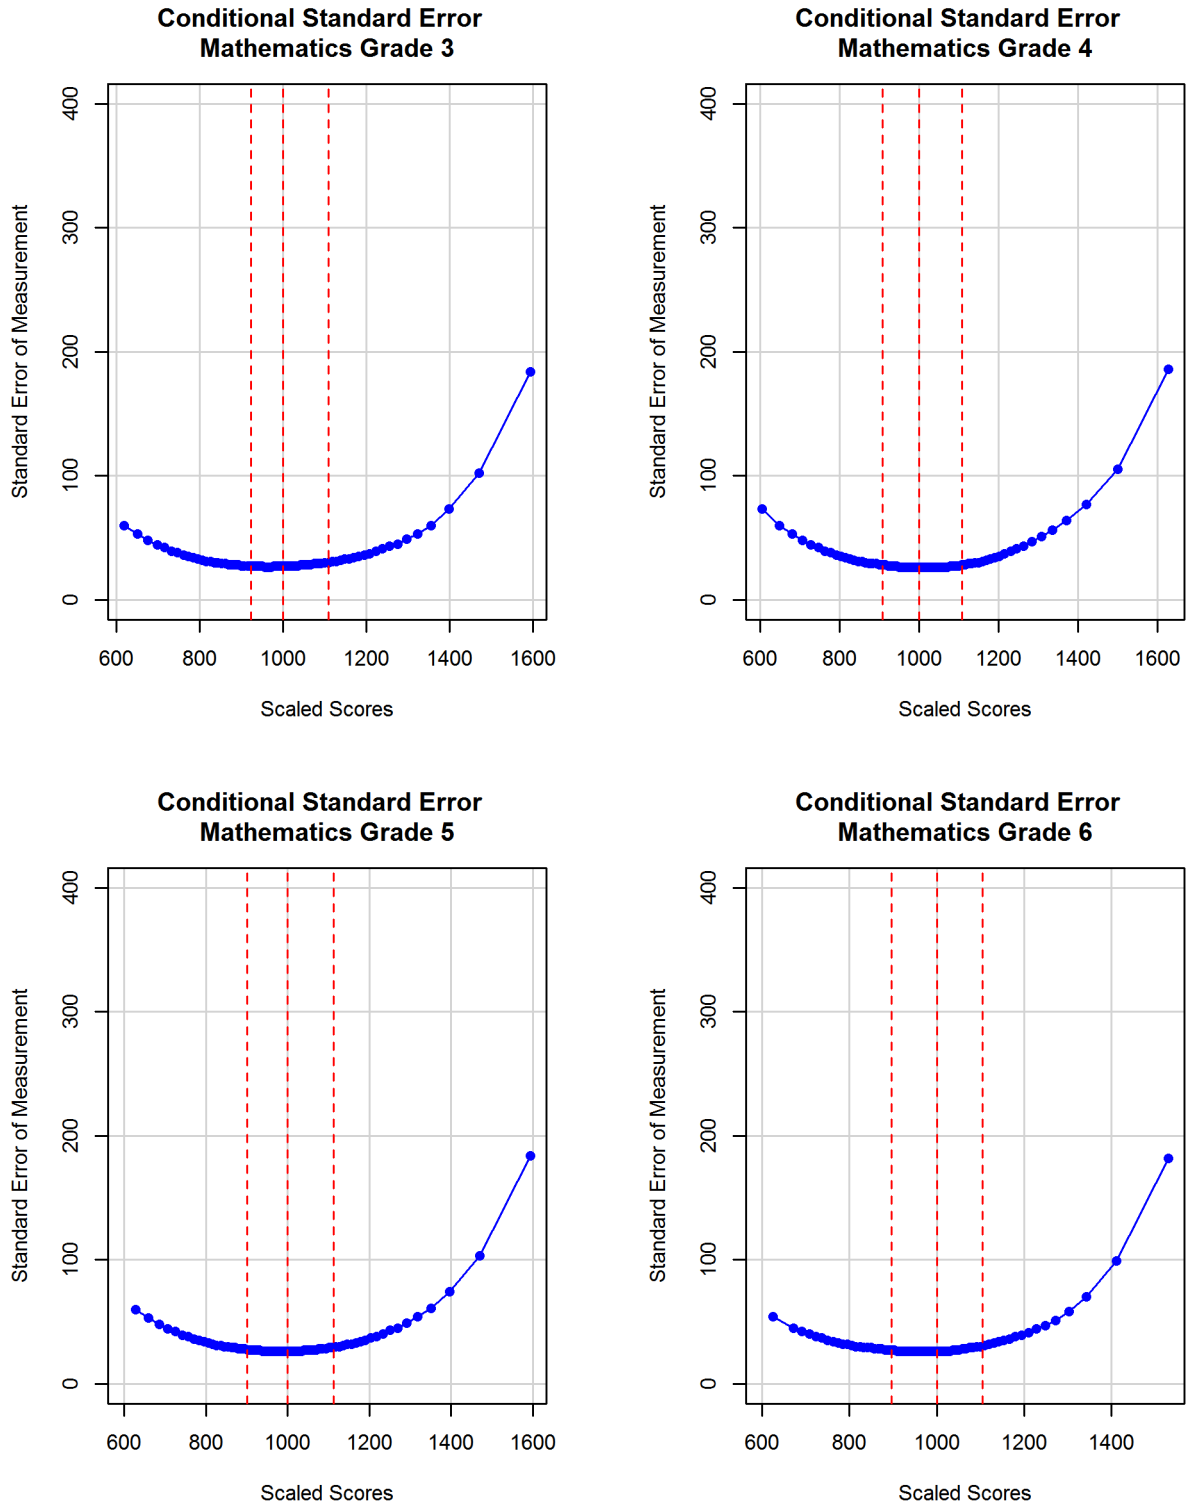 Conditional Standard Error
Mathematics Grade 3
Standard Error of Measurement
400
300
200
100
0
600 800 1000 1200 1400 1600
Scaled Scores
Conditional Standard Error
Mathematics Grade 4
Standard Error of Measurement
400
300
200
100
0
600 800 1000 1200 1400 1600
Scaled Scores
Conditional Standard Error
Mathematics Grade 5
Standard Error of Measurement
400
300
200
100
0
600 800 1000 1200 1400 1600
Scaled Scores
Conditional Standard Error
Mathematics Grade 6
Standard Error of Measurement
400
300
200
100
0
600 800 1000 1200 1400
Scaled Scores